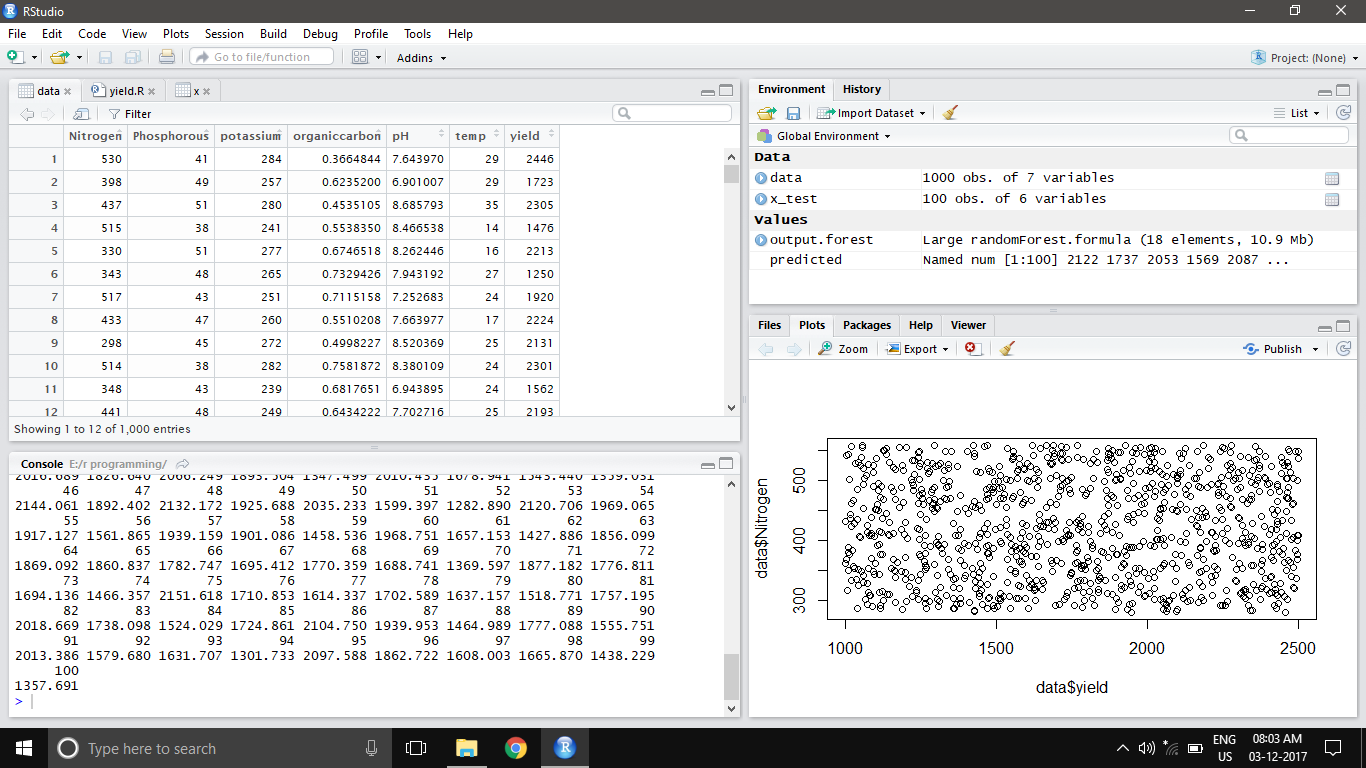 RStudio
File Edit Code View Plots Session Build Debug Profile Tools Help
Go to file/function Addins Project: (None)
data yield.R x
Filter
Nitrogen Phosphorous potassium organiccarbon pH temp yield
1 530 41 284 0.3664844 7.643970 29 2446
2 398 49 257 0.6235200 6.901007 29 1723
3 437 51 280 0.4535105 8.685793 35 2305
4 515 38 241 0.5538350 8.466538 14 1476
5 330 51 277 0.6746518 8.262446 16 2213
6 343 48 265 0.7329426 7.943192 27 1250
7 517 43 251 0.7115158 7.252683 24 1920
8 433 47 260 0.5510208 7.663977 17 2224
9 298 45 272 0.4998227 8.520369 25 2131
10 514 38 282 0.7581872 8.380109 24 2301
11 348 43 239 0.6817651 6.943895 24 1562
12 441 48 249 0.6434222 7.702716 25 2193
Showing 1 to 12 of 1,000 entries
Console E:/r programming/
2016.689 1826.640 2066.249 1893.504 1547.499 2010.435 1678.941 1545.440 1559.031
46 47 48 49 50 51 52 53 54
2144.061 1892.402 2132.172 1925.688 2035.233 1599.397 1282.890 2120.706 1969.065
55 56 57 58 59 60 61 62 63
1917.127 1561.865 1939.159 1901.086 1458.536 1968.751 1657.153 1427.886 1856.099
64 65 66 67 68 69 70 71 72
1869.092 1860.837 1782.747 1695.412 1770.359 1688.741 1369.597 1877.182 1776.811
73 74 75 76 77 78 79 80 81
1694.136 1466.357 2151.618 1710.853 1614.337 1702.589 1637.157 1518.771 1757.195
82 83 84 85 86 87 88 89 90
2018.669 1738.098 1524.029 1724.861 2104.750 1939.953 1464.989 1777.088 1555.751
91 92 93 94 95 96 97 98 99
2013.386 1579.680 1631.707 1301.733 2097.588 1862.722 1608.003 1665.870 1438.229
100
1357.691
>
Environment History
Import Dataset List
Global Environment
Data
data 1000 obs. of 7 variables
x_test 100 obs. of 6 variables
Values
output.forest Large randomForest.formula (18 elements, 10.9 Mb)
predicted Named num [1:100] 2122 1737 2053 1569 2087 ...
Files Plots Packages Help Viewer
Zoom Export Publish
data$Nitrogen
500
400
300
1000 1500 2000 2500
data$yield
Type here to search
ENG
US
08:03 AM
03-12-2017